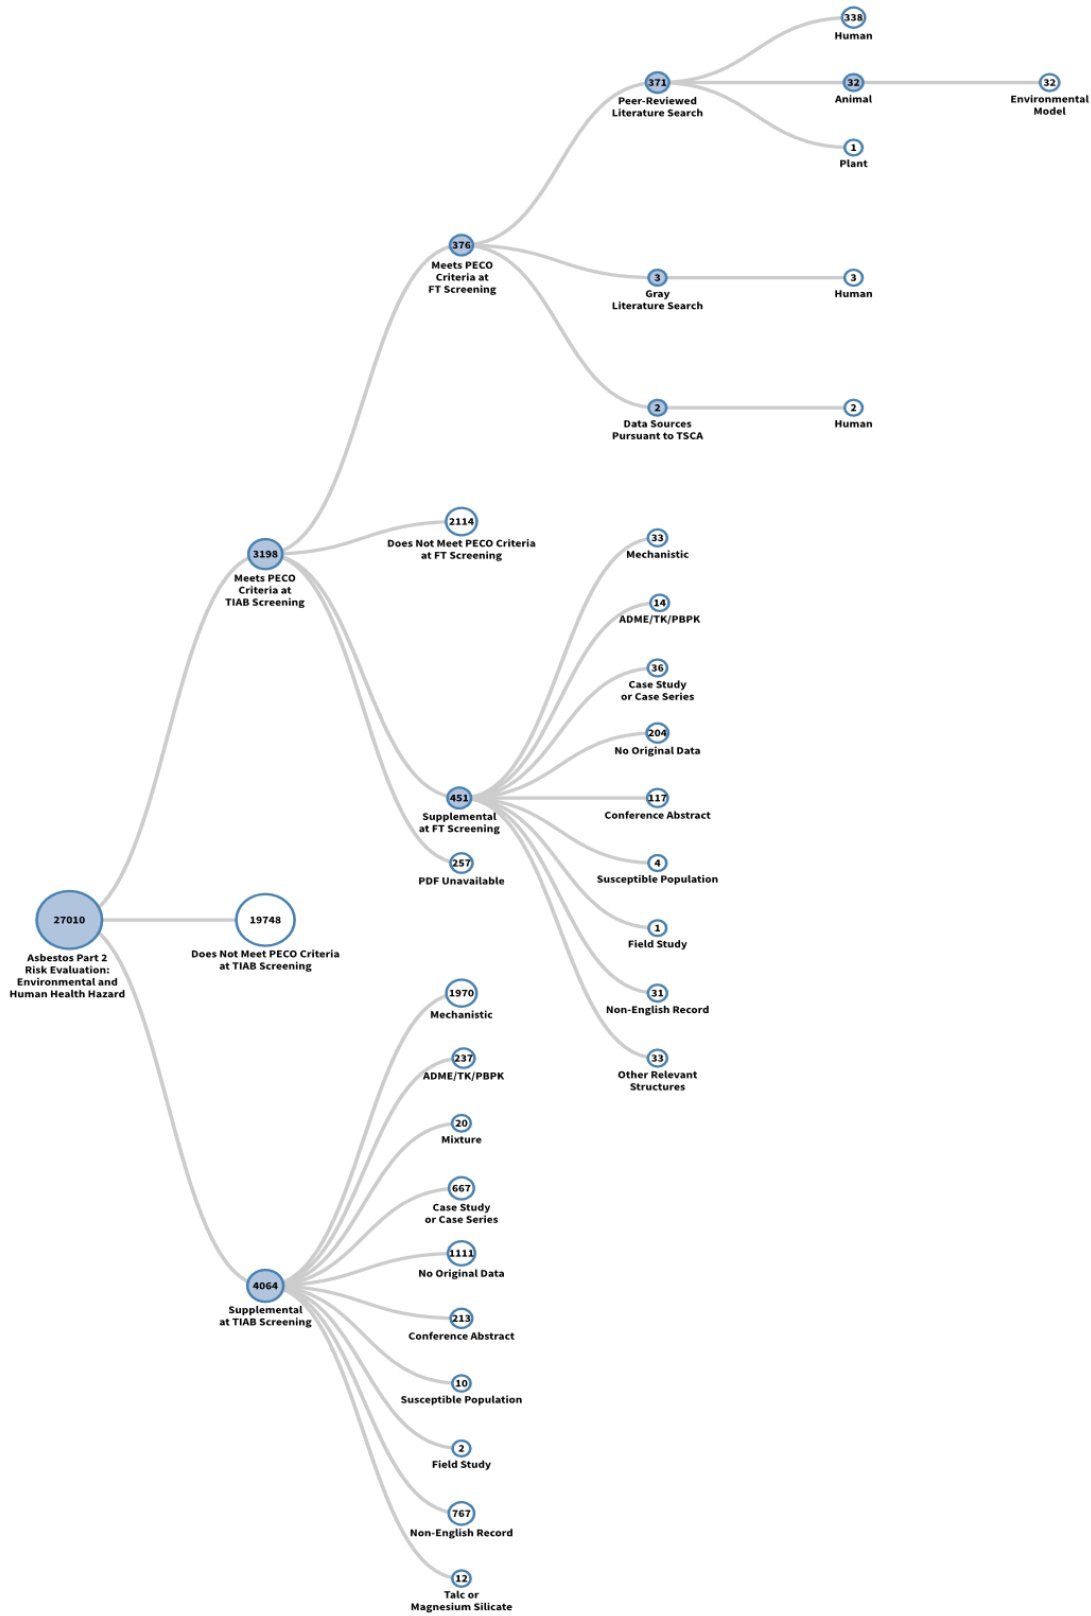 338
Human
371
Peer-Reviewed
Literature Search
32
Animal
32
Environmental
Model
1
Plant
376
Meets PECO
Criteria at
FT Screening
3
Gray
Literature Search
3
Human
2
Data Sources
Pursuant to TSCA
2
Human
3198
Meets PECO
Criteria at
TIAB Screening
2114
Does Not Meet PECO Criteria
at FT Screening
33
Mechanistic
14
ADME/TK/PBPK
36
Case Study
or Case Series
204
No Original Data
451
Supplemental
at FT Screening
117
Conference Abstract
257
PDF Unavailable
4
Susceptible Population
1
Field Study
31
Non-English Record
33
Other Relevant
Structures
27010
Asbestos Part 2
Risk Evaluation:
Environmental and
Human Health Hazard
19748
Does Not Meet PECO Criteria
at TIAB Screening
1970
Mechanistic
237
ADME/TK/PBPK
20
Mixture
667
Case Study
or Case Series
1111
No Original Data
4064
Supplemental
at TIAB Screening
213
Conference Abstract
10
Susceptible Population
2
Field Study
767
Non-English Record
12
Talc or
Magnesium Silicate